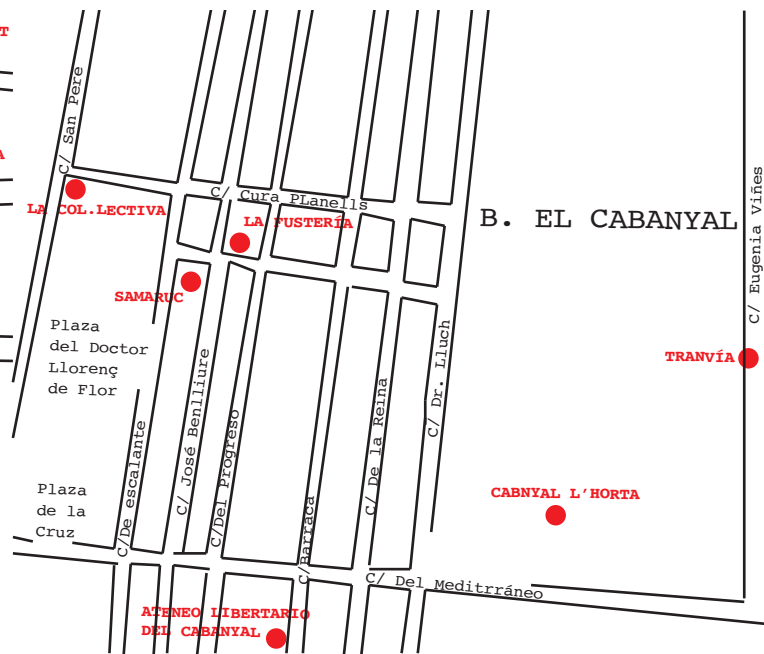 T
A
C/ San Pere
LA COL.LECTIVA
C/ Cura PLanells
LA FUSTERÍA
B. EL CABANYAL
C/ Eugenia Viñes
SAMARUC
Plaza
del Doctor
Llorenç
de Flor
TRANVÍA
C/ Dr. Lluch
C/ José Benlliure
C/ De la Reina
C/De escalante
C/Del Progreso
Plaza
de la
Cruz
CABNYAL L'HORTA
C/Barraca
C/ Del Meditrráneo
ATENEO LIBERTARIO
DEL CABANYAL